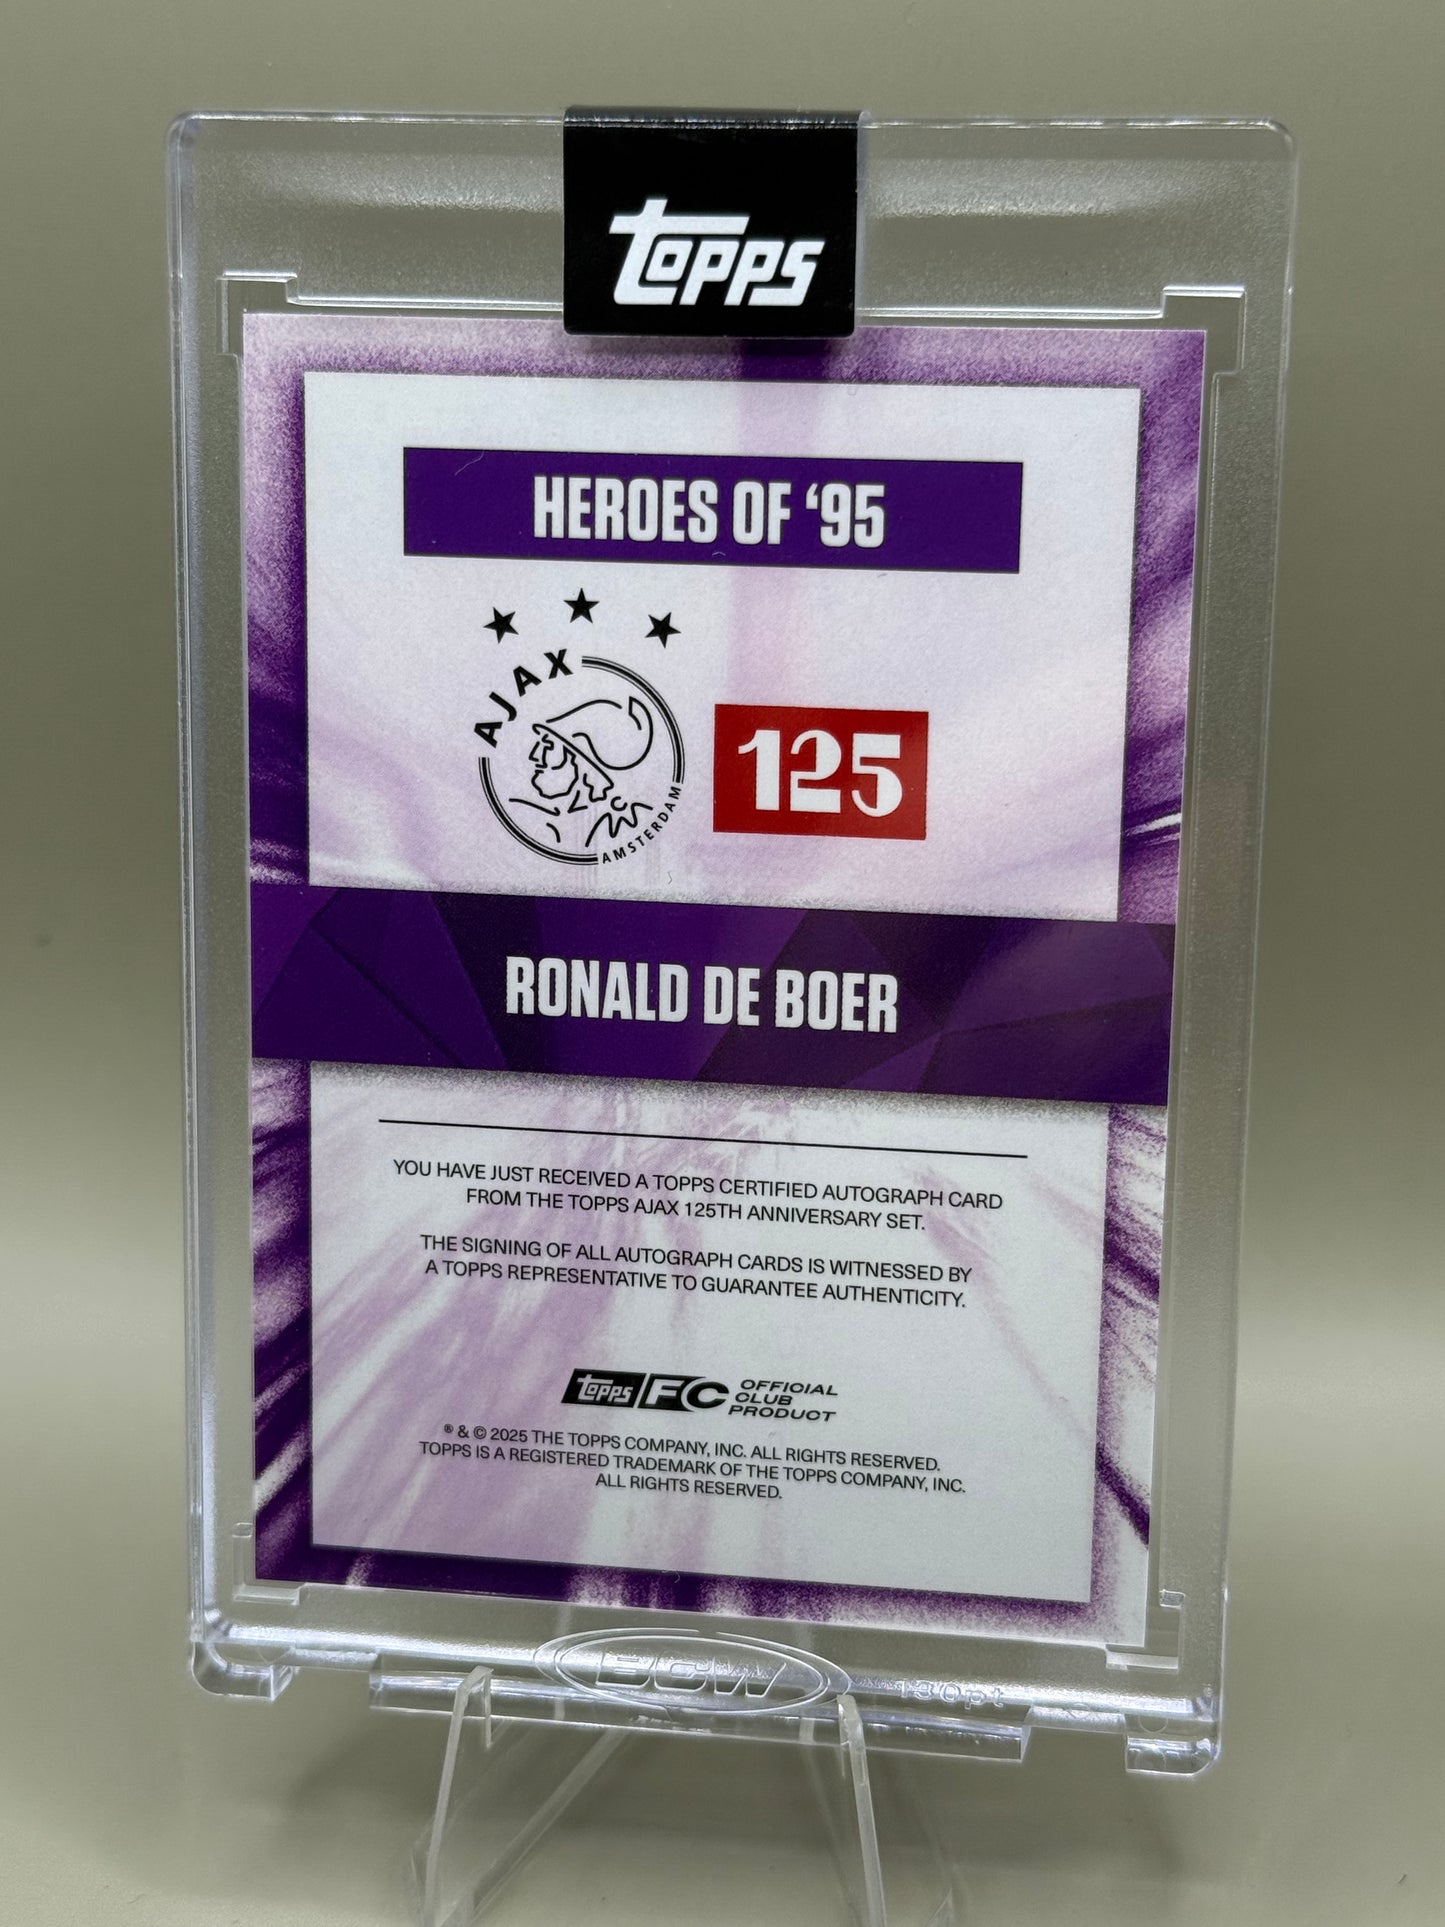 Topps
HEROES OF ‘95
AJAX
AMSTERDAM
125
RONALD DE BOER
YOU HAVE JUST RECEIVED A TOPPS CERTIFIED AUTOGRAPH CARD
FROM THE TOPPS AJAX 125TH ANNIVERSARY SET.
THE SIGNING OF ALL AUTOGRAPH CARDS IS WITNESSED BY
A TOPPS REPRESENTATIVE TO GUARANTEE AUTHENTICITY.
Topps FC OFFICIAL
CLUB
PRODUCT
® & © 2025 THE TOPPS COMPANY, INC. ALL RIGHTS RESERVED.
TOPPS IS A REGISTERED TRADEMARK OF THE TOPPS COMPANY, INC.
ALL RIGHTS RESERVED.
BCW 130pt